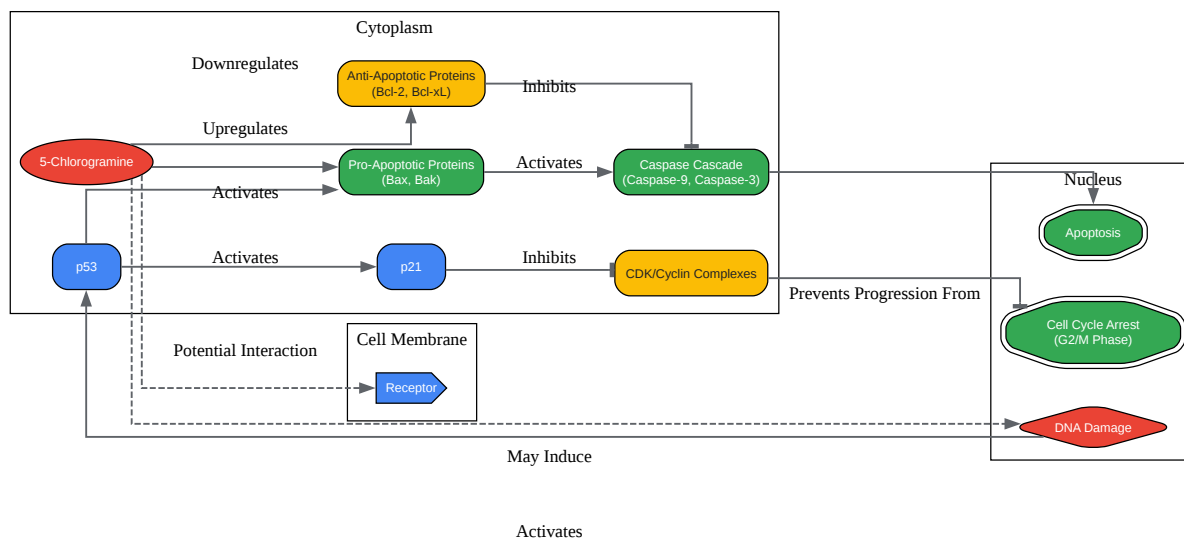 Cytoplasm
Downregulates
Anti-Apoptotic Proteins
(Bcl-2, Bcl-xL)
Inhibits
Upregulates
5-Chlorogramine
Pro-Apoptotic Proteins
(Bax, Bak)
Activates
Caspase Cascade
(Caspase-9, Caspase-3)
Nucleus
Activates
Apoptosis
p53
Activates
p21
Inhibits
CDK/Cyclin Complexes
Prevents Progression From
Cell Cycle Arrest
(G2/M Phase)
Cell Membrane
Potential Interaction
Receptor
DNA Damage
May Induce
Activates